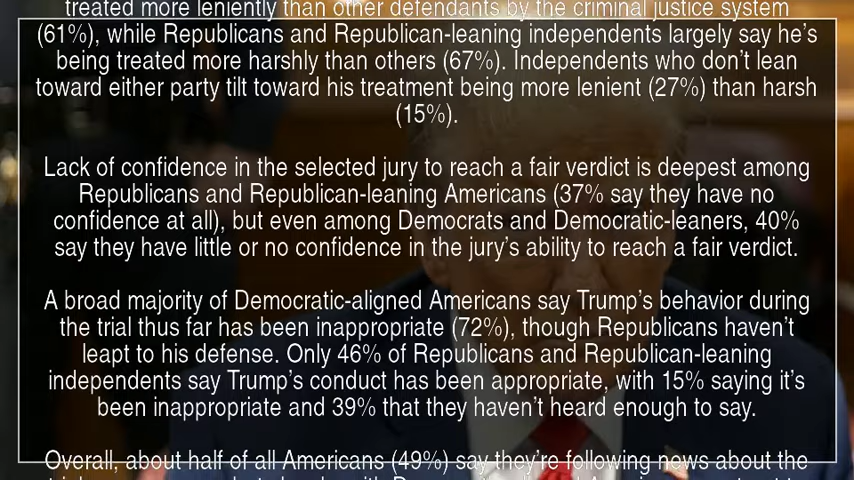 treated more leniently than other defendants by the criminal justice system
(61%), while Republicans and Republican-leaning independents largely say he's
being treated more harshly than others (67%). Independents who don't lean
toward either party tilt toward his treatment being more lenient (27%) than harsh
(15%).
Lack of confidence in the selected jury to reach a fair verdict is deepest among
Republicans and Republican-leaning Americans (37% say they have no
confidence at all), but even among Democrats and Democratic-leaners, 40%
say they have little or no confidence in the jury's ability to reach a fair verdict.
A broad majority of Democratic-aligned Americans say Trump's behavior during
the trial thus far has been inappropriate (72%), though Republicans haven't
leapt to his defense. Only 46% of Republicans and Republican-leaning
independents say Trump's conduct has been appropriate, with 15% saying it's
been inappropriate and 39% that they haven't heard enough to say.
Overall, about half of all Americans (49%) say they're following news about the